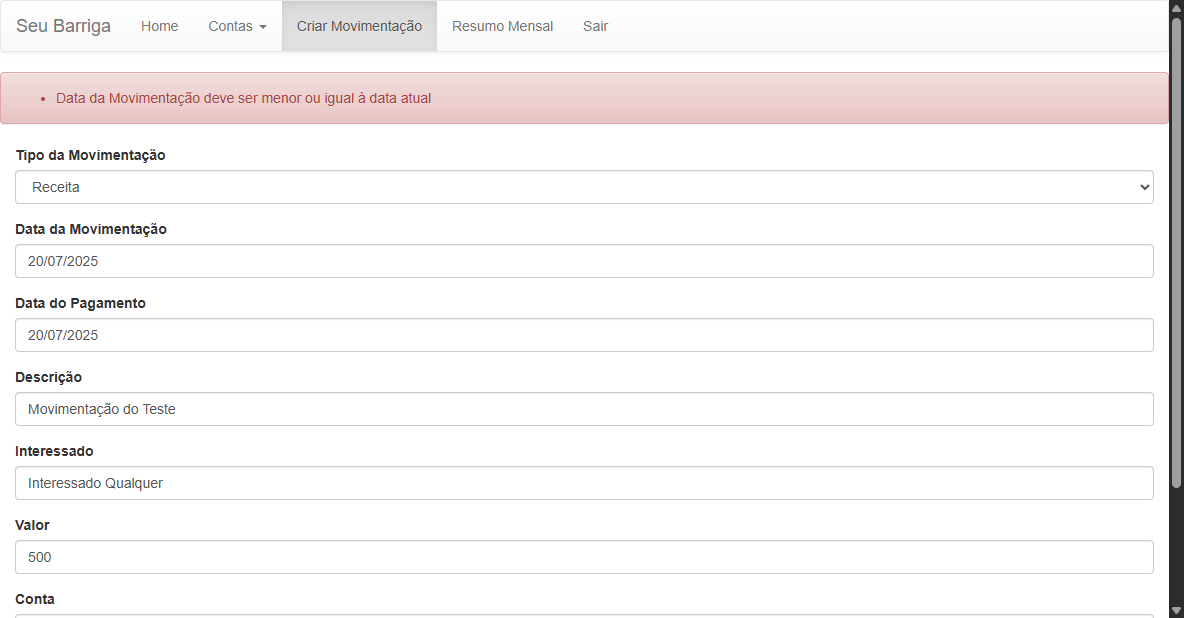 Seu Barriga Home Contas Criar Movimentação Resumo Mensal Sair
Data da Movimentação deve ser menor ou igual à data atual
Tipo da Movimentação
Receita
Data da Movimentação
20/07/2025
Data do Pagamento
20/07/2025
Descrição
Movimentação do Teste
Interessado
Interessado Qualquer
Valor
500
Conta